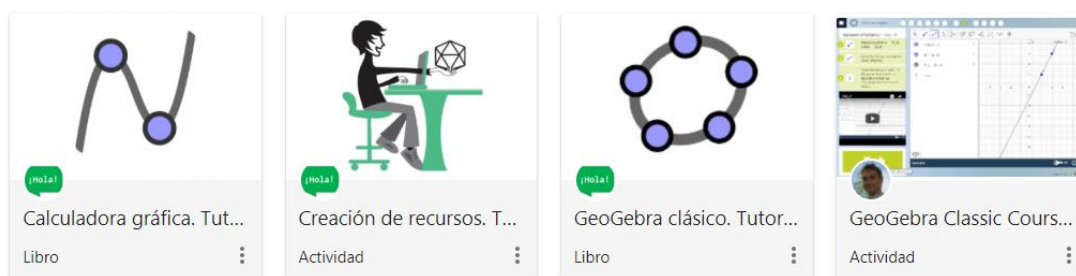 ¡Hola!
Calculadora gráfica. Tut...
Libro
¡Hola!
Creación de recursos. T...
Actividad
¡Hola!
GeoGebra clásico. Tutor...
Libro
GeoGebra Classic Cours...
Actividad